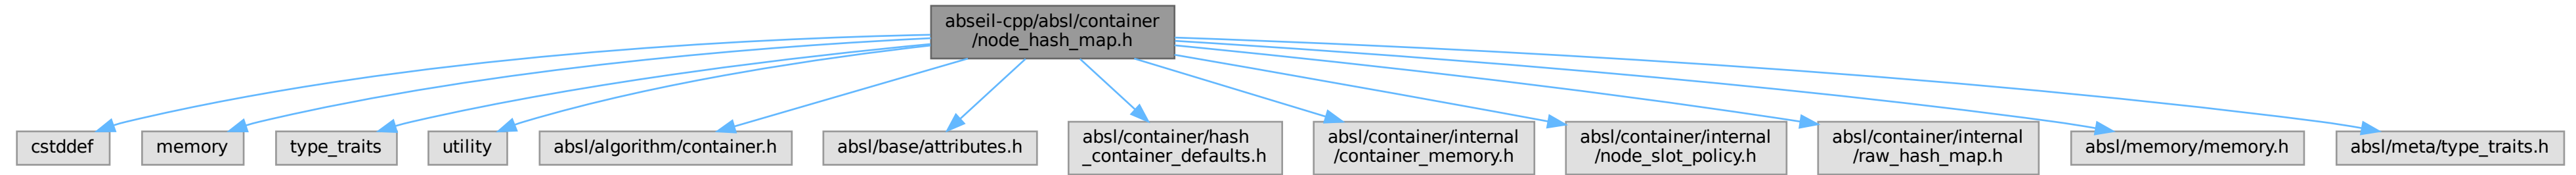 abseil-cpp/absl/container
/node_hash_map.h
cstddef
memory
type_traits
utility
absl/algorithm/container.h
absl/base/attributes.h
absl/container/hash
_container_defaults.h
absl/container/internal
/container_memory.h
absl/container/internal
/node_slot_policy.h
absl/container/internal
/raw_hash_map.h
absl/memory/memory.h
absl/meta/type_traits.h